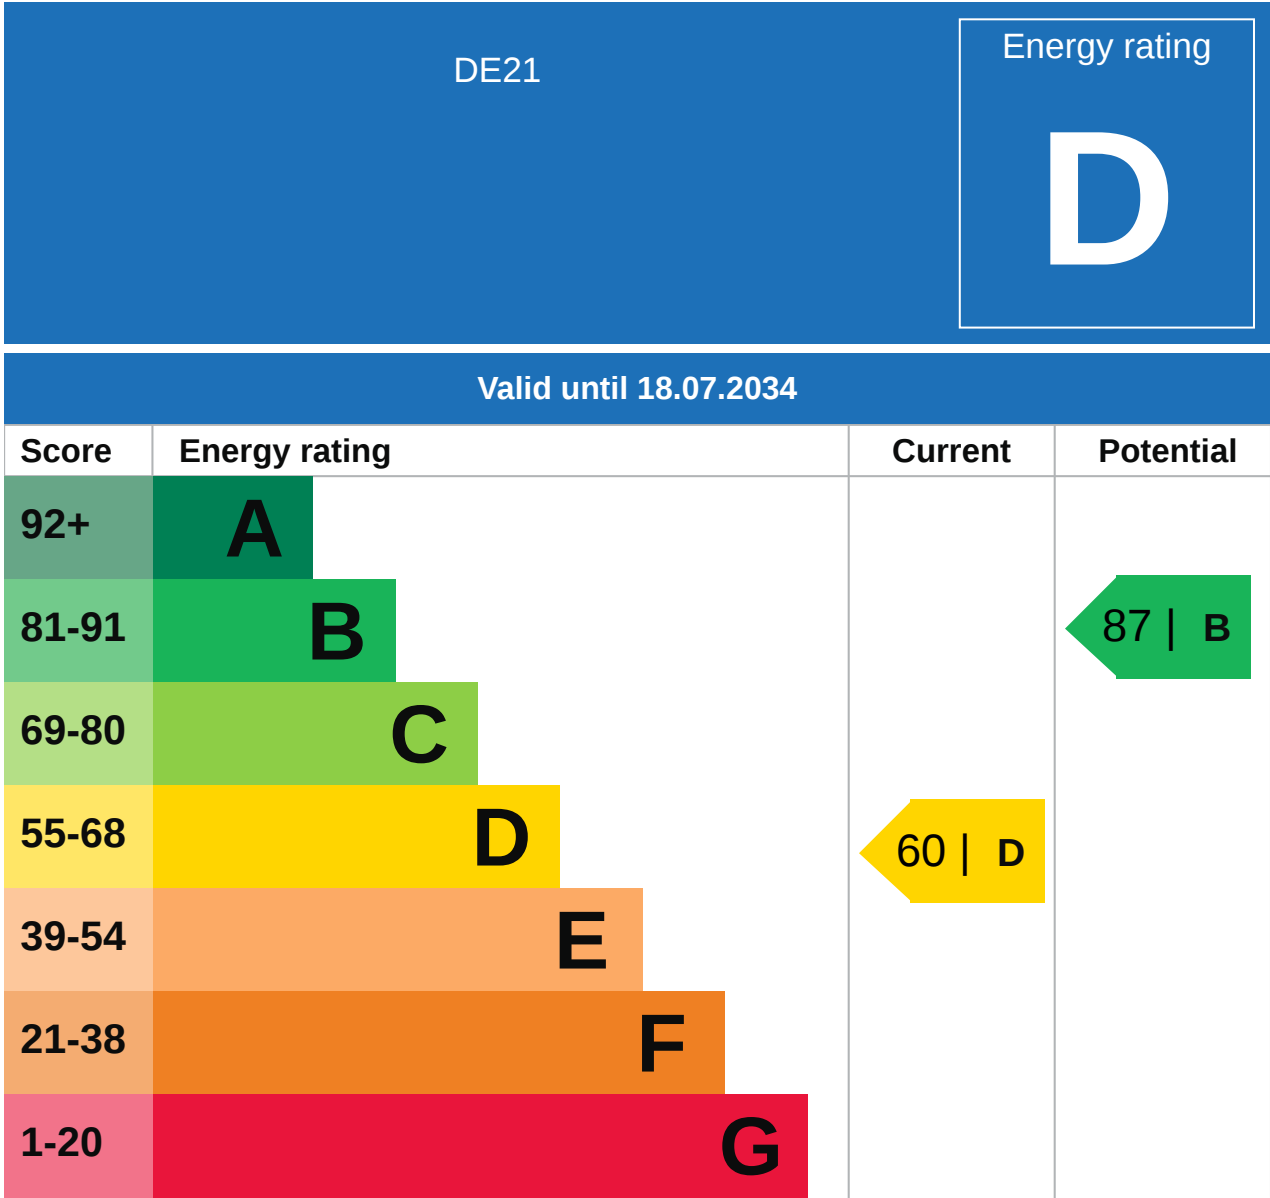 DE21
Energy rating
D
Valid until 18.07.2034
Score Energy rating Current Potential
92+ A
81-91 B 87 | B
69-80 C
55-68 D 60 | D
39-54 E
21-38 F
1-20 G